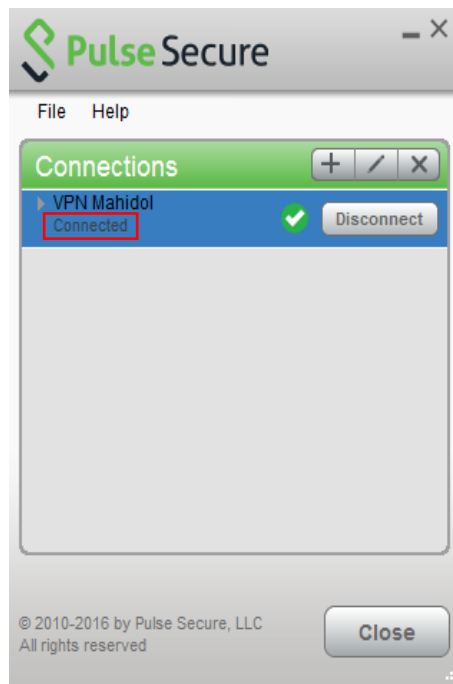 Pulse Secure
File Help
Connections
VPN Mahidol
Connected
Disconnect
© 2010-2016 by Pulse Secure, LLC
All rights reserved
Close